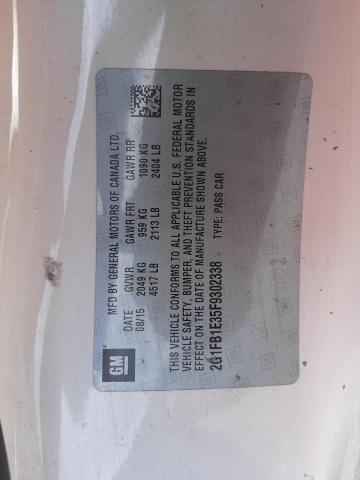 MFD BY GENERAL MOTORS OF CANADA LTD.
DATE GVWR GAWR FRT GAWR RR
08/15 2049 KG 959 KG 1090 KG
4517 LB 2113 LB 2404 LB
THIS VEHICLE CONFORMS TO ALL APPLICABLE U.S. FEDERAL MOTOR
VEHICLE SAFETY, BUMPER, AND THEFT PREVENTION STANDARDS IN
EFFECT ON THE DATE OF MANUFACTURE SHOWN ABOVE.
2G1FB1E35F9302338 TYPE: PASS CAR
GM